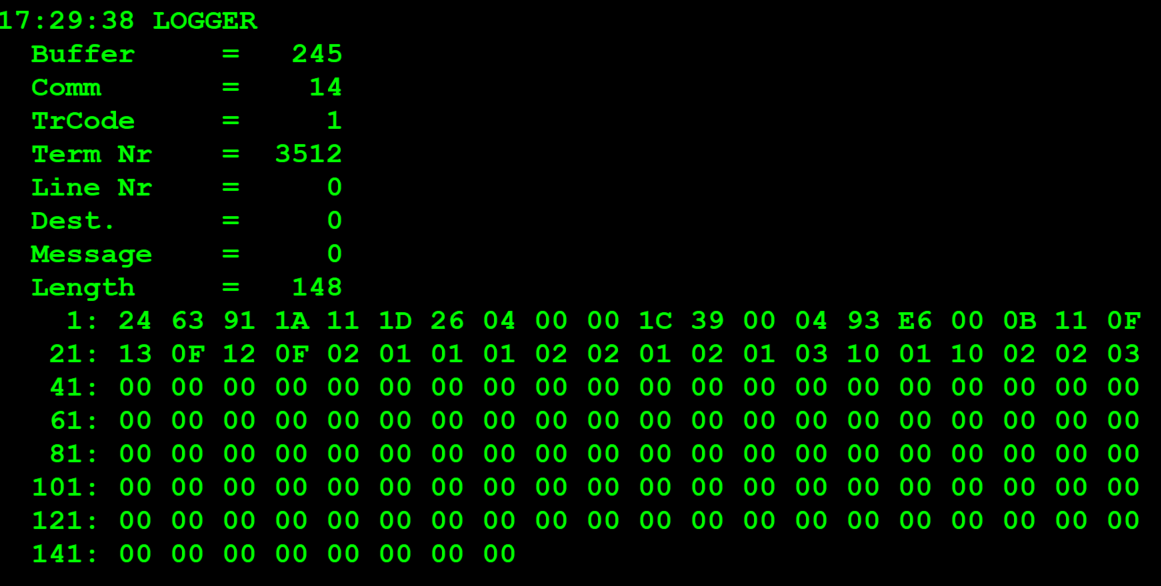 17:29:38 LOGGER
Buffer = 245
Comm = 14
TrCode = 1
Term Nr = 3512
Line Nr = 0
Dest. = 0
Message = 0
Length = 148
1: 24 63 91 1A 11 1D 26 04 00 00 1C 39 00 04 93 E6 00 0B 11 0F
21: 13 0F 12 0F 02 01 01 01 02 02 01 02 01 03 10 01 10 02 02 03
41: 00 00 00 00 00 00 00 00 00 00 00 00 00 00 00 00 00 00 00 00
61: 00 00 00 00 00 00 00 00 00 00 00 00 00 00 00 00 00 00 00 00
81: 00 00 00 00 00 00 00 00 00 00 00 00 00 00 00 00 00 00 00 00
101: 00 00 00 00 00 00 00 00 00 00 00 00 00 00 00 00 00 00 00 00
121: 00 00 00 00 00 00 00 00 00 00 00 00 00 00 00 00 00 00 00 00
141: 00 00 00 00 00 00 00 00